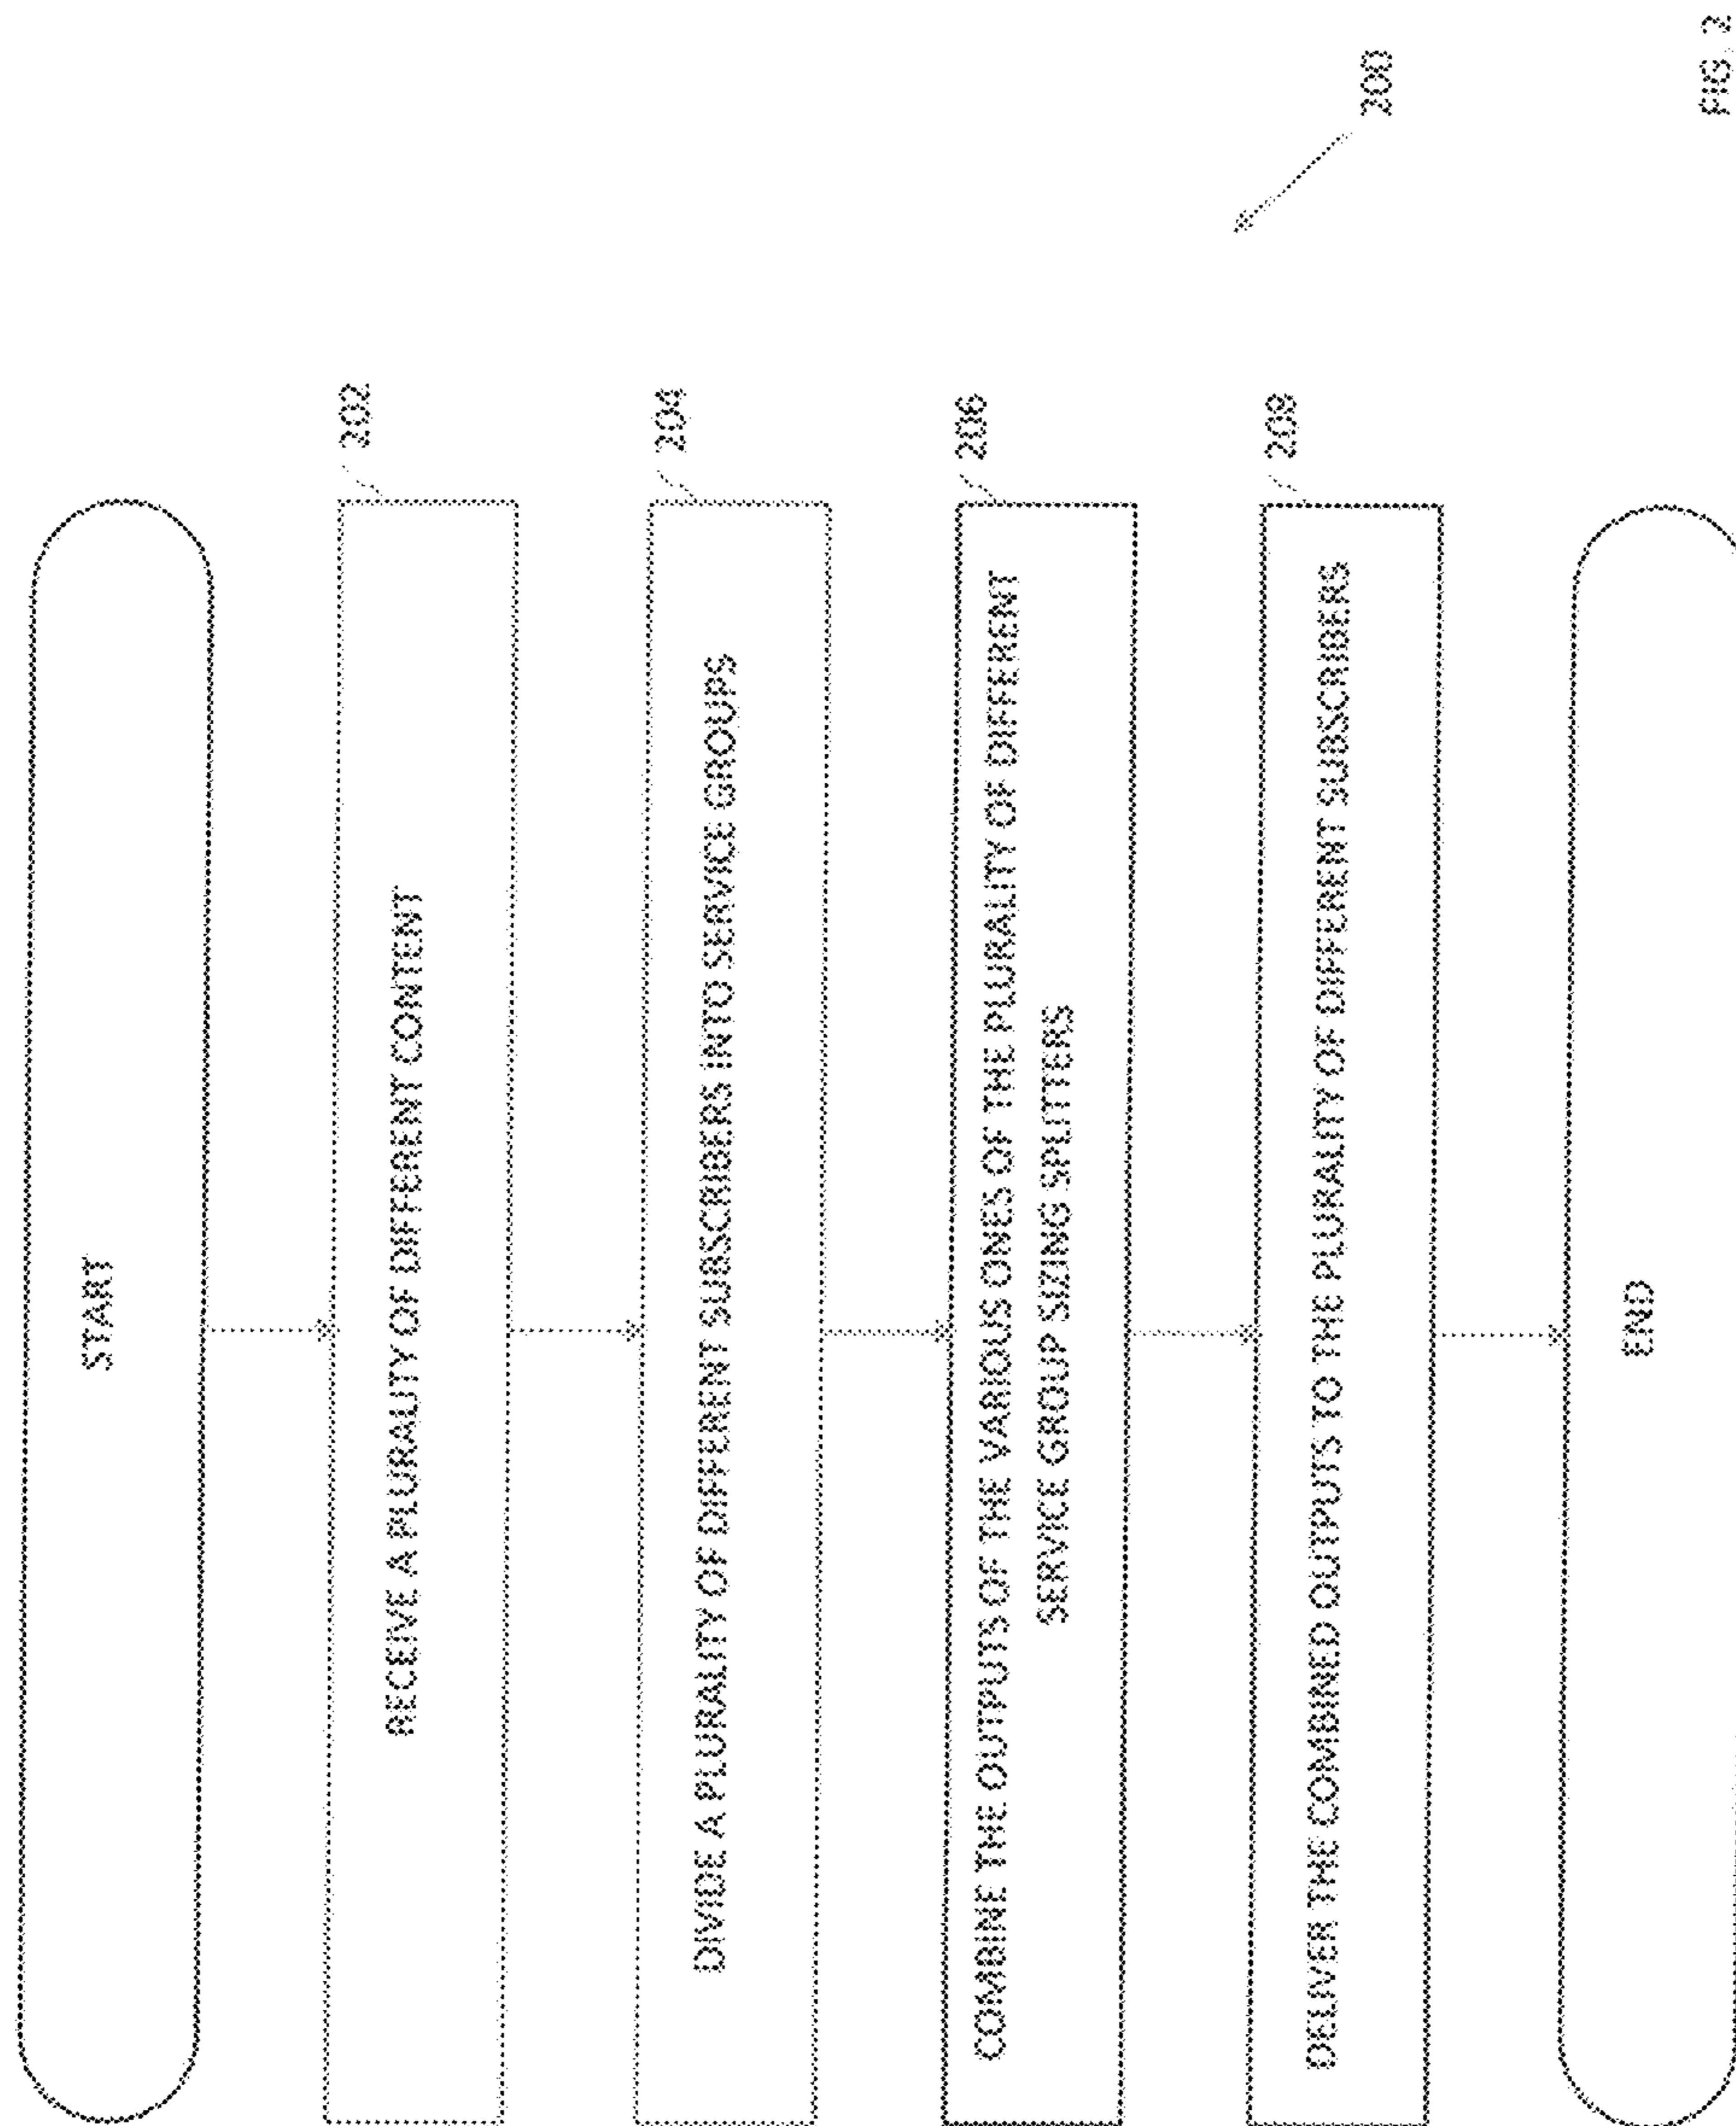 START
RECEIVE A PLURALITY OF DIFFERENT CONTENT
202
DIVIDE A PLURALITY OF DIFFERENT SUBSCRIBERS INTO SERVICE GROUPS
204
COMBINE THE OUTPUTS OF THE VARIOUS ONES OF THE PLURALITY OF DIFFERENT
SERVICE GROUP SIZING SPLITTERS
206
DELIVER THE COMBINED OUTPUTS TO THE PLURALITY OF DIFFERENT SUBSCRIBERS
208
END
200
FIG. 2